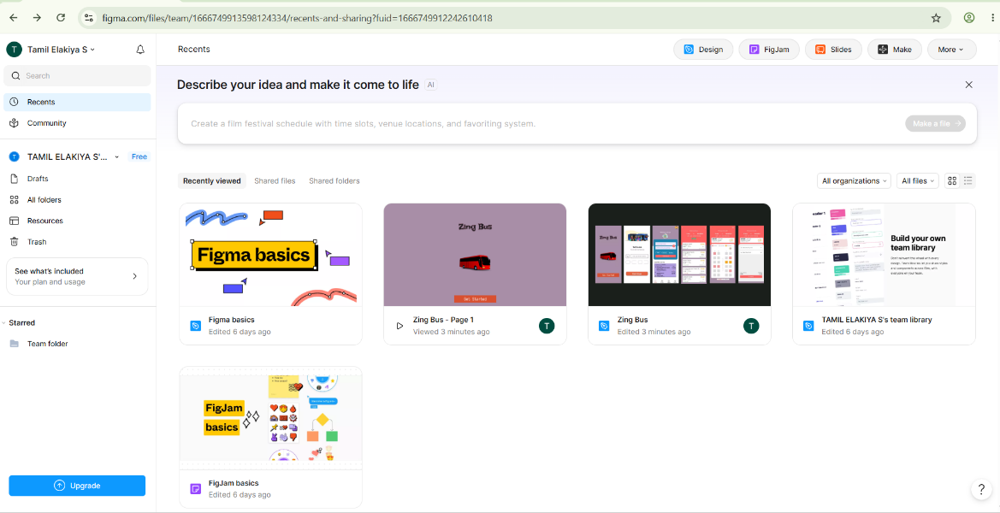 figma.com/files/team/1666749913598124334/recents-and-sharing?fuid=1666749912242610418
T Tamil Elakiya S
Search
Recents
Community
T TAMIL ELAKIYA S'... Free
Drafts
All folders
Resources
Trash
See what's included
Your plan and usage
Starred
Team folder
Upgrade
Recents
Design
FigJam
Slides
Make
More
Describe your idea and make it come to life AI
Create a film festival schedule with time slots, venue locations, and favoriting system.
Make a file
Recently viewed Shared files Shared folders
All organizations All files
Figma basics
Figma basics
Edited 6 days ago
Zing Bus
Get Started
Zing Bus - Page 1
Viewed 3 minutes ago
T
Zing Bus
Zing Bus
Edited 3 minutes ago
T
Build your own
team library
TAMIL ELAKIYA S's team library
Edited 6 days ago
FigJam
basics
FigJam basics
Edited 6 days ago
?